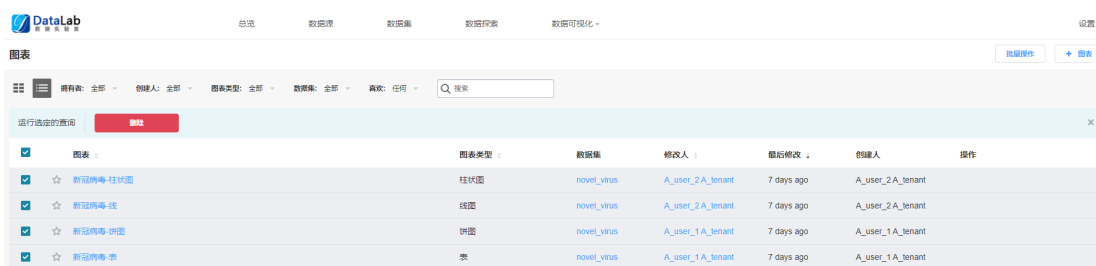 DataLab
数据实验室
总览 数据源 数据集 数据探索 数据可视化 设置
图表 批量操作 + 图表
拥有者: 全部 创建人: 全部 图表类型: 全部 数据集: 全部 喜欢: 任何 搜索
运行选定的查询 删除
图表 图表类型 数据集 修改人 最后修改 创建人 操作
新冠病毒-柱状图 柱状图 novel_virus A_user_2 A_tenant 7 days ago A_user_2 A_tenant
新冠病毒-线 线图 novel_virus A_user_2 A_tenant 7 days ago A_user_2 A_tenant
新冠病毒-饼图 饼图 novel_virus A_user_1 A_tenant 7 days ago A_user_1 A_tenant
新冠病毒-表 表 novel_virus A_user_1 A_tenant 7 days ago A_user_1 A_tenant